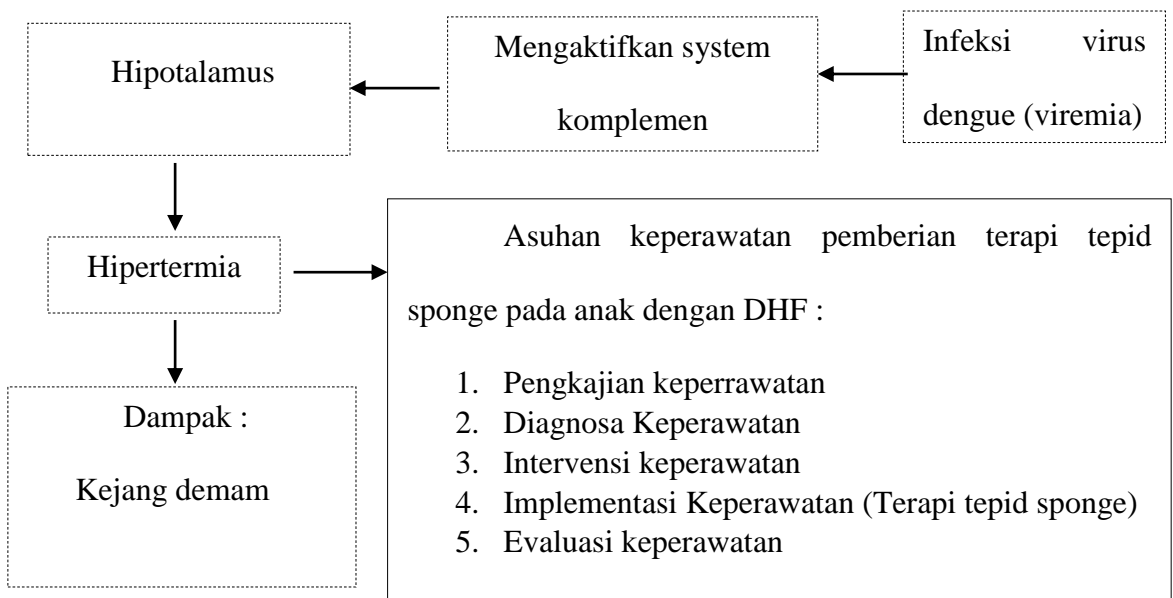 Hipotalamus
Mengaktifkan system
komplemen
Infeksi virus
dengue (viremia)
Hipertermia
Asuhan keperawatan pemberian terapi tepid
sponge pada anak dengan DHF :
1. Pengkajian keperrawatan
2. Diagnosa Keperawatan
3. Intervensi keperawatan
4. Implementasi Keperawatan (Terapi tepid sponge)
5. Evaluasi keperawatan
Dampak :
Kejang demam